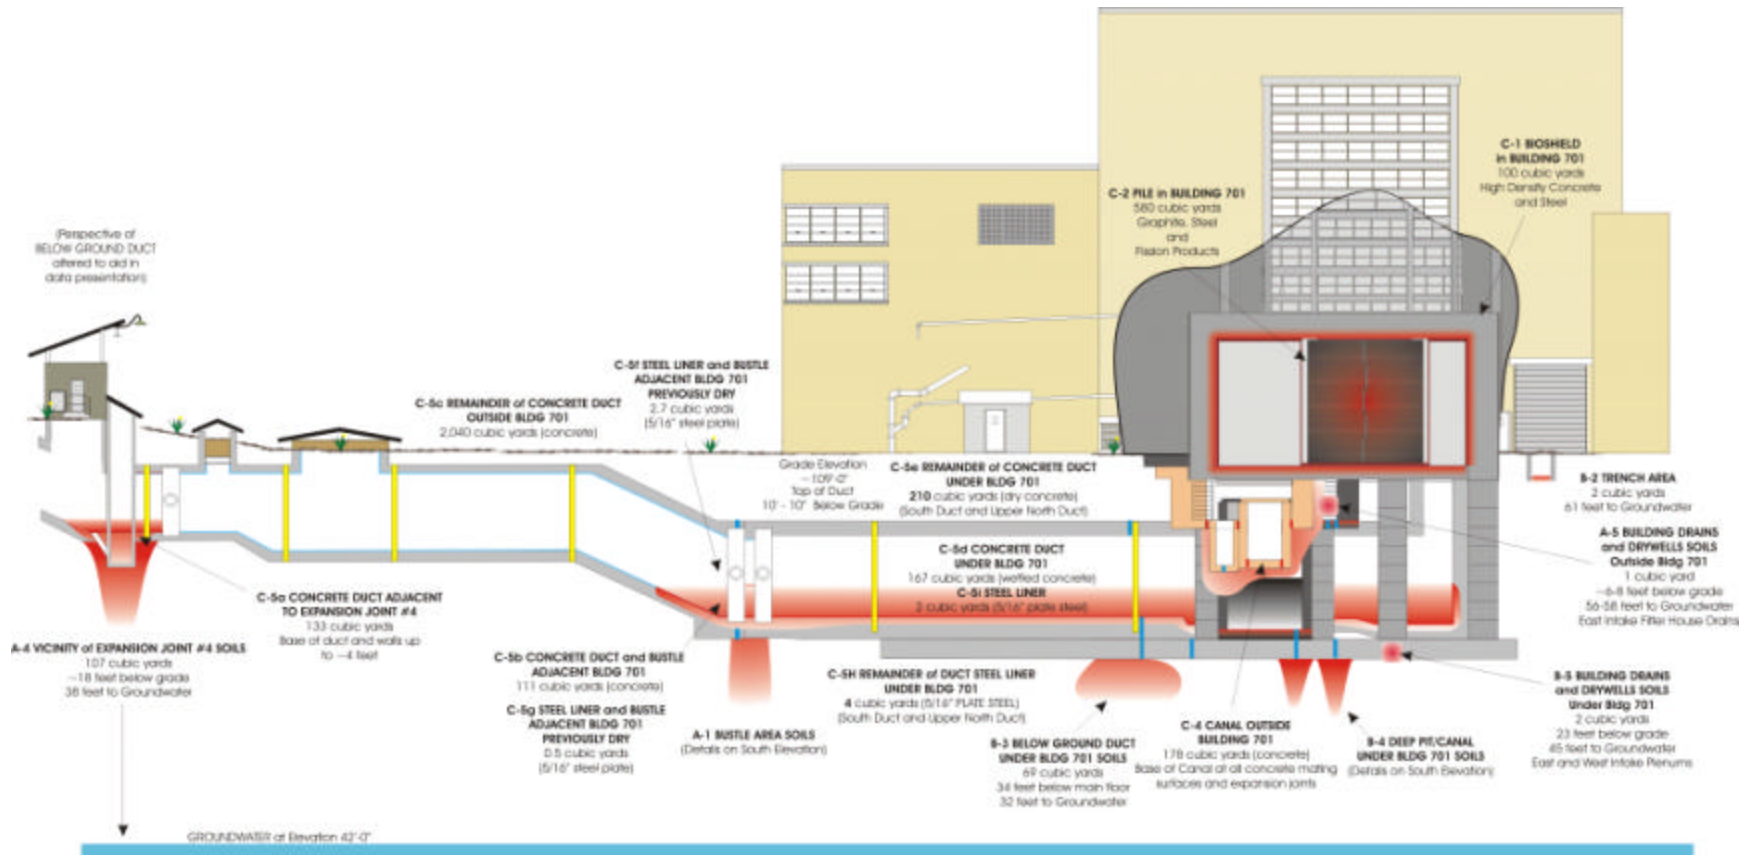 C-1 BIOSHIELD
in BUILDING 701
100 cubic yards
High Density Concrete
and Steel
C-2 PILE in BUILDING 701
580 cubic yards
Graphite, Steel
and
Fission Products
(Perspective of
BELOW GROUND DUCT
altered to aid in
data presentation)
C-5f STEEL LINER and BUSTLE
ADJACENT BLDG 701
PREVIOUSLY DRY
2.7 cubic yards
(5/16" steel plate)
C-5c REMAINDER of CONCRETE DUCT
OUTSIDE BLDG 701
2,040 cubic yards (concrete)
Grade Elevation
~109'-0"
Top of Duct
10' - 10" Below Grade
C-5e REMAINDER of CONCRETE DUCT
UNDER BLDG 701
210 cubic yards (dry concrete)
(South Duct and Upper North Duct)
B-2 TRENCH AREA
2 cubic yards
61 feet to Groundwater
A-5 BUILDING DRAINS
and DRYWELLS SOILS
Outside Bldg 701
1 cubic yard
~6-8 feet below grade
56-58 feet to Groundwater
East Intake Filter House Drains
C-5d CONCRETE DUCT
UNDER BLDG 701
167 cubic yards (wetted concrete)
C-5i STEEL LINER
2 cubic yards (5/16" plate steel)
C-5a CONCRETE DUCT ADJACENT
TO EXPANSION JOINT #4
133 cubic yards
Base of duct and walls up
to ~4 feet
A-4 VICINITY of EXPANSION JOINT #4 SOILS
107 cubic yards
~18 feet below grade
38 feet to Groundwater
C-5b CONCRETE DUCT and BUSTLE
ADJACENT BLDG 701
111 cubic yards (concrete)
C-5g STEEL LINER and BUSTLE
ADJACENT BLDG 701
PREVIOUSLY DRY
0.5 cubic yards
(5/16" steel plate)
A-1 BUSTLE AREA SOILS
(Details on South Elevation)
C-5H REMAINDER of DUCT STEEL LINER
UNDER BLDG 701
4 cubic yards (5/16" PLATE STEEL)
(South Duct and Upper North Duct)
B-3 BELOW GROUND DUCT
UNDER BLDG 701 SOILS
69 cubic yards
34 feet below main floor
32 feet to Groundwater
C-4 CANAL OUTSIDE
BUILDING 701
178 cubic yards (concrete)
Base of Canal at all concrete mating
surfaces and expansion joints
B-4 DEEP PIT/CANAL
UNDER BLDG 701 SOILS
(Details on South Elevation)
B-5 BUILDING DRAINS
and DRYWELLS SOILS
Under Bldg 701
2 cubic yards
23 feet below grade
45 feet to Groundwater
East and West Intake Plenums
GROUNDWATER at Elevation 42'-0"